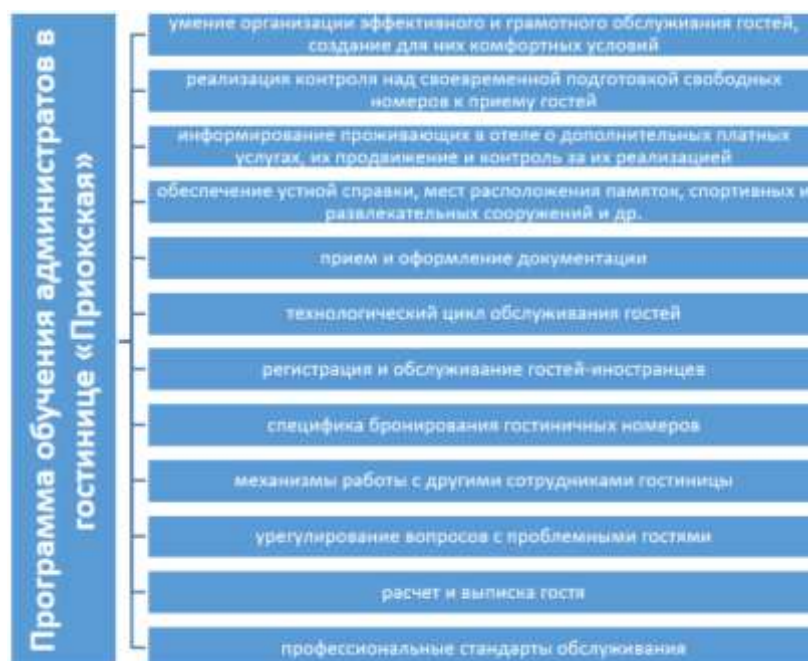 Программа обучения администратов в
гостинице «Приокская»
умение организации эффективного и грамотного обслуживния гостей,
создание для них комфортных условий
реализация контроля над своевременной подготовкой свободных
номеров к приему гостей
информирование проживающих в отеле о дополнительных платных
услугах, их продвижение и контроль за их реализацией
обеспечение устной справки, мест расположения памяток, спортивных и
развлекательных сооружений и др.
прием и оформление документации
технологический цикл обслуживания гостей
регистрация и обслуживание гостей-иностранцев
специфика бронирования гостиничных номеров
механизмы работы с другими сотрудниками гостиницы
урегулирование вопросов с проблемными гостями
расчет и выписка гостя
профессиональные стандарты обслуживания